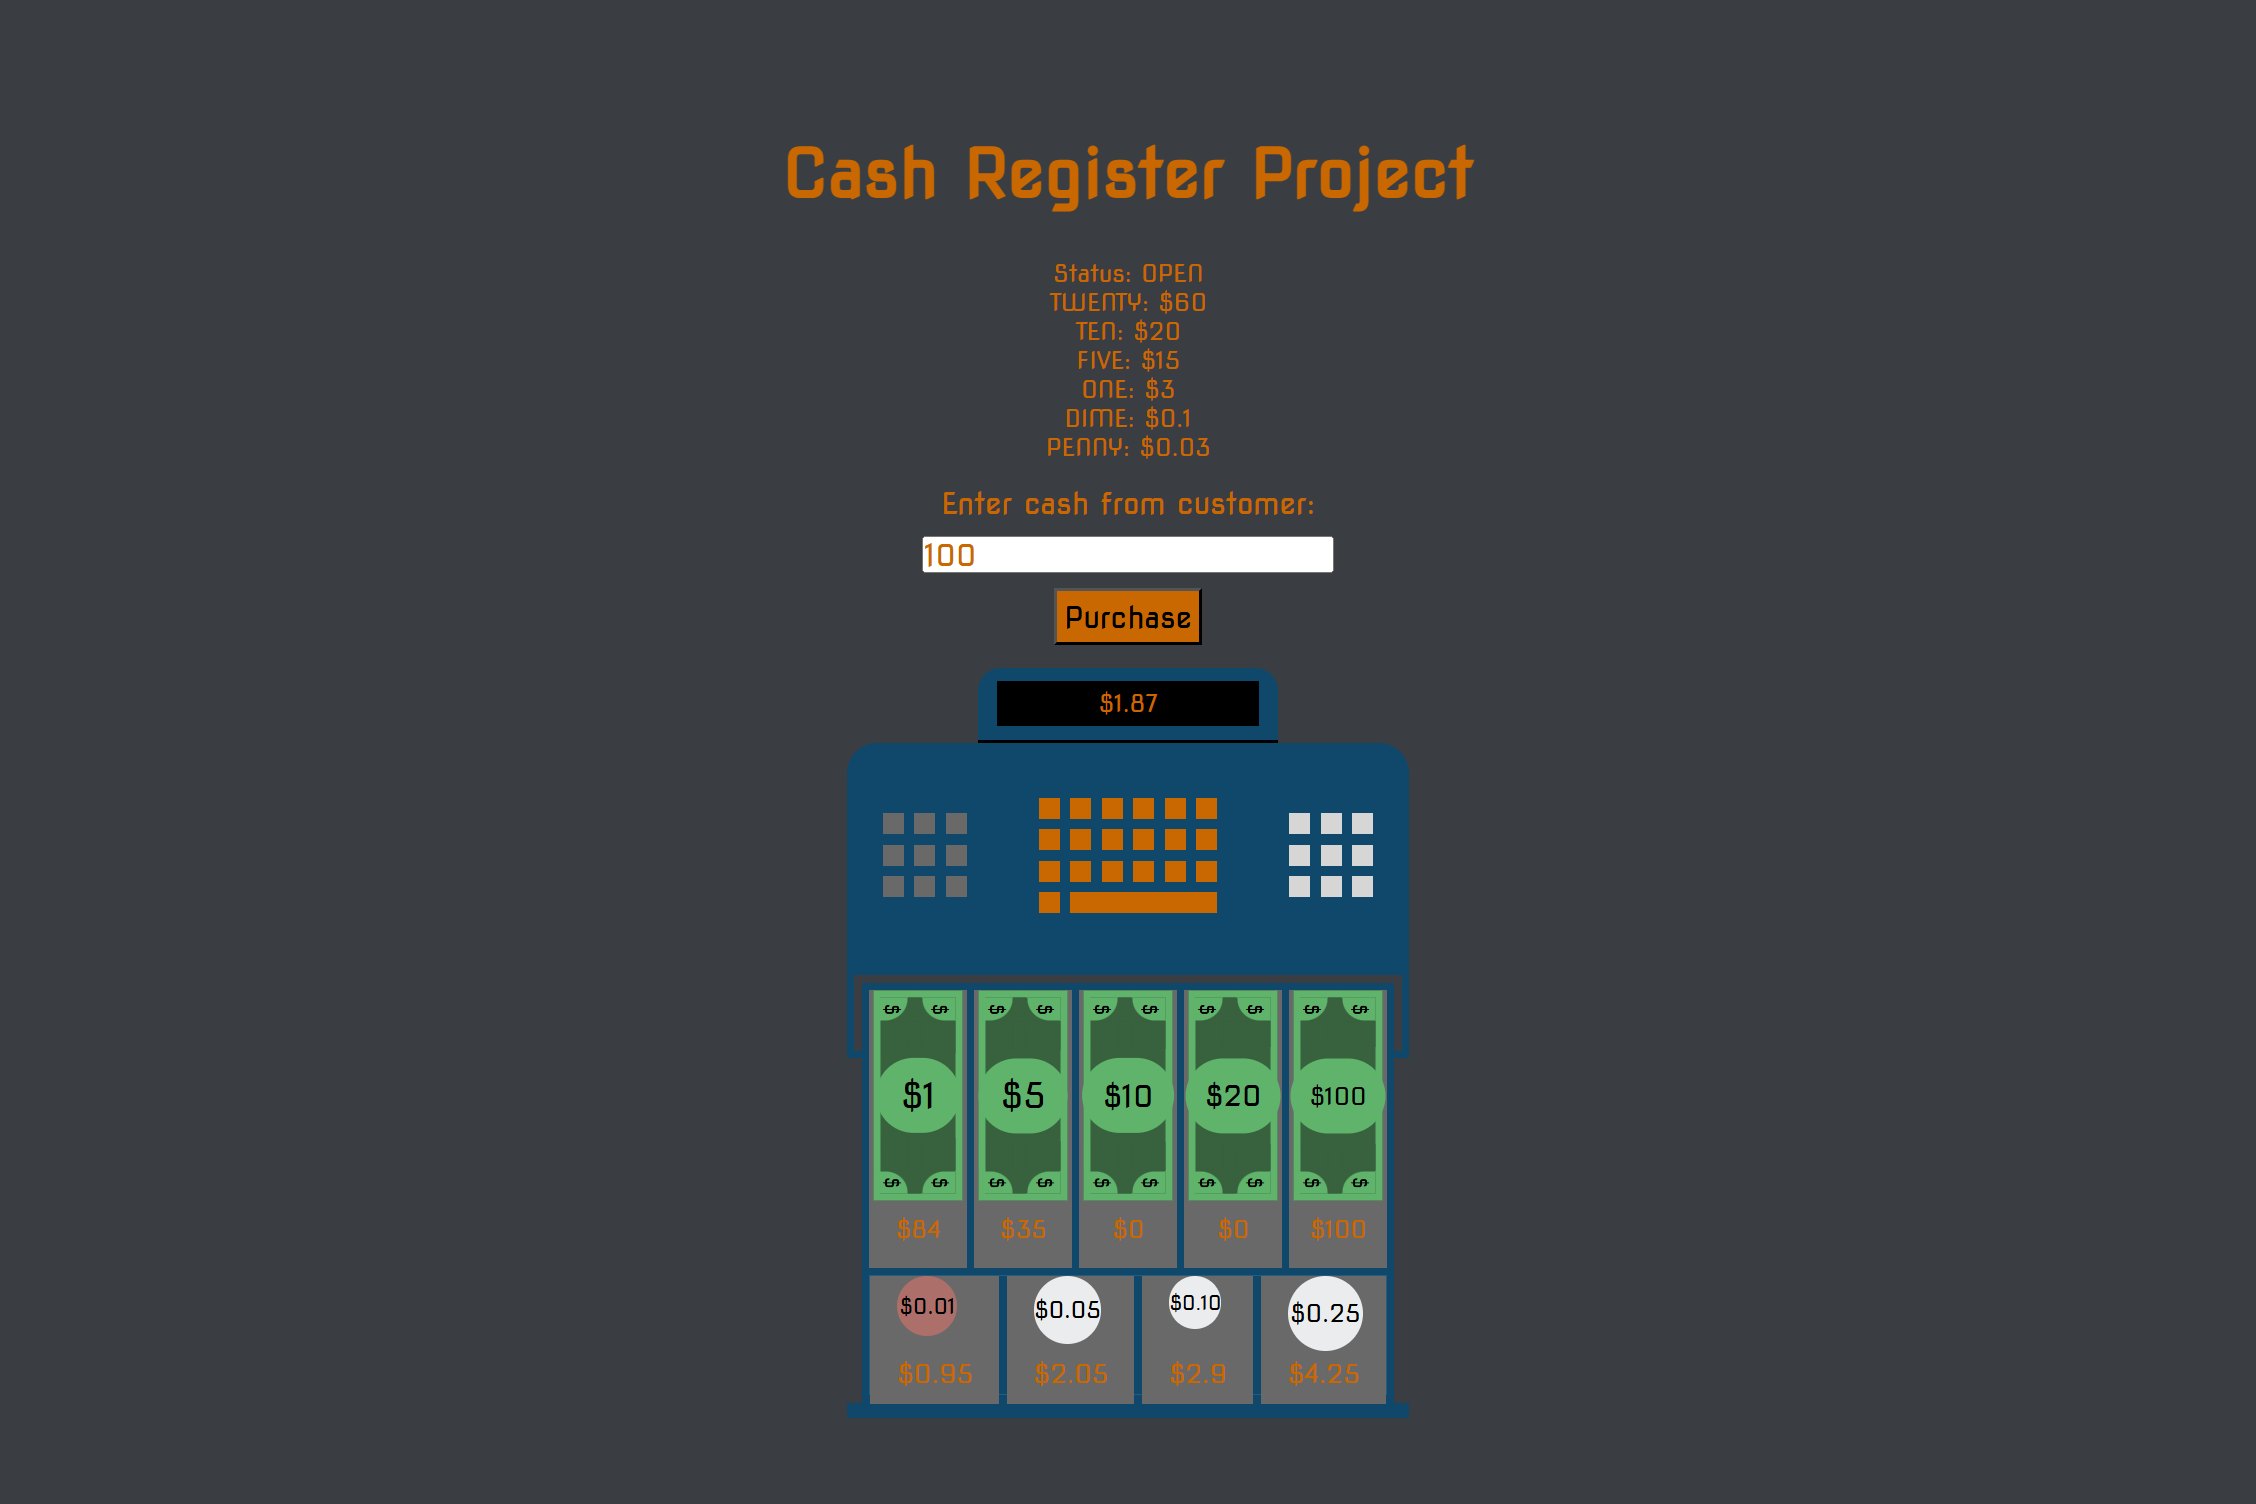 Cash Register Project
Status: OPEN
TWENTY: $60
TEN: $20
FIVE: $15
ONE: $3
DIME: $0.1
PENNY: $0.03
Enter cash from customer:
100
Purchase
$1.87
$ $ $ $ $ $ $ $ $ $
$1 $5 $10 $20 $100
$ $ $ $ $ $ $ $ $ $
$84 $35 $0 $0 $100
$0.01 $0.05 $0.10 $0.25
$0.95 $2.05 $2.9 $4.25